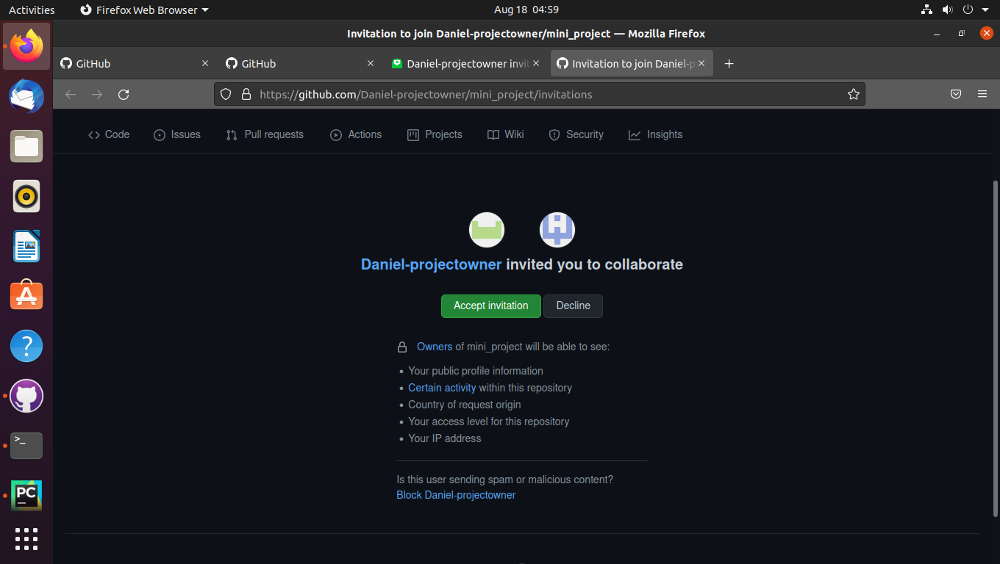 Activities
Firefox Web Browser
Aug 18 04:59
Invitation to join Daniel-projectowner/mini_project — Mozilla Firefox
GitHub
GitHub
Daniel-projectowner invit
Invitation to join Daniel-p
https://github.com/Daniel-projectowner/mini_project/invitations
Code
Issues
Pull requests
Actions
Projects
Wiki
Security
Insights
Daniel-projectowner invited you to collaborate
Accept invitation
Decline
Owners of mini_project will be able to see:
• Your public profile information
• Certain activity within this repository
• Country of request origin
• Your access level for this repository
• Your IP address
Is this user sending spam or malicious content?
Block Daniel-projectowner
>_
PC